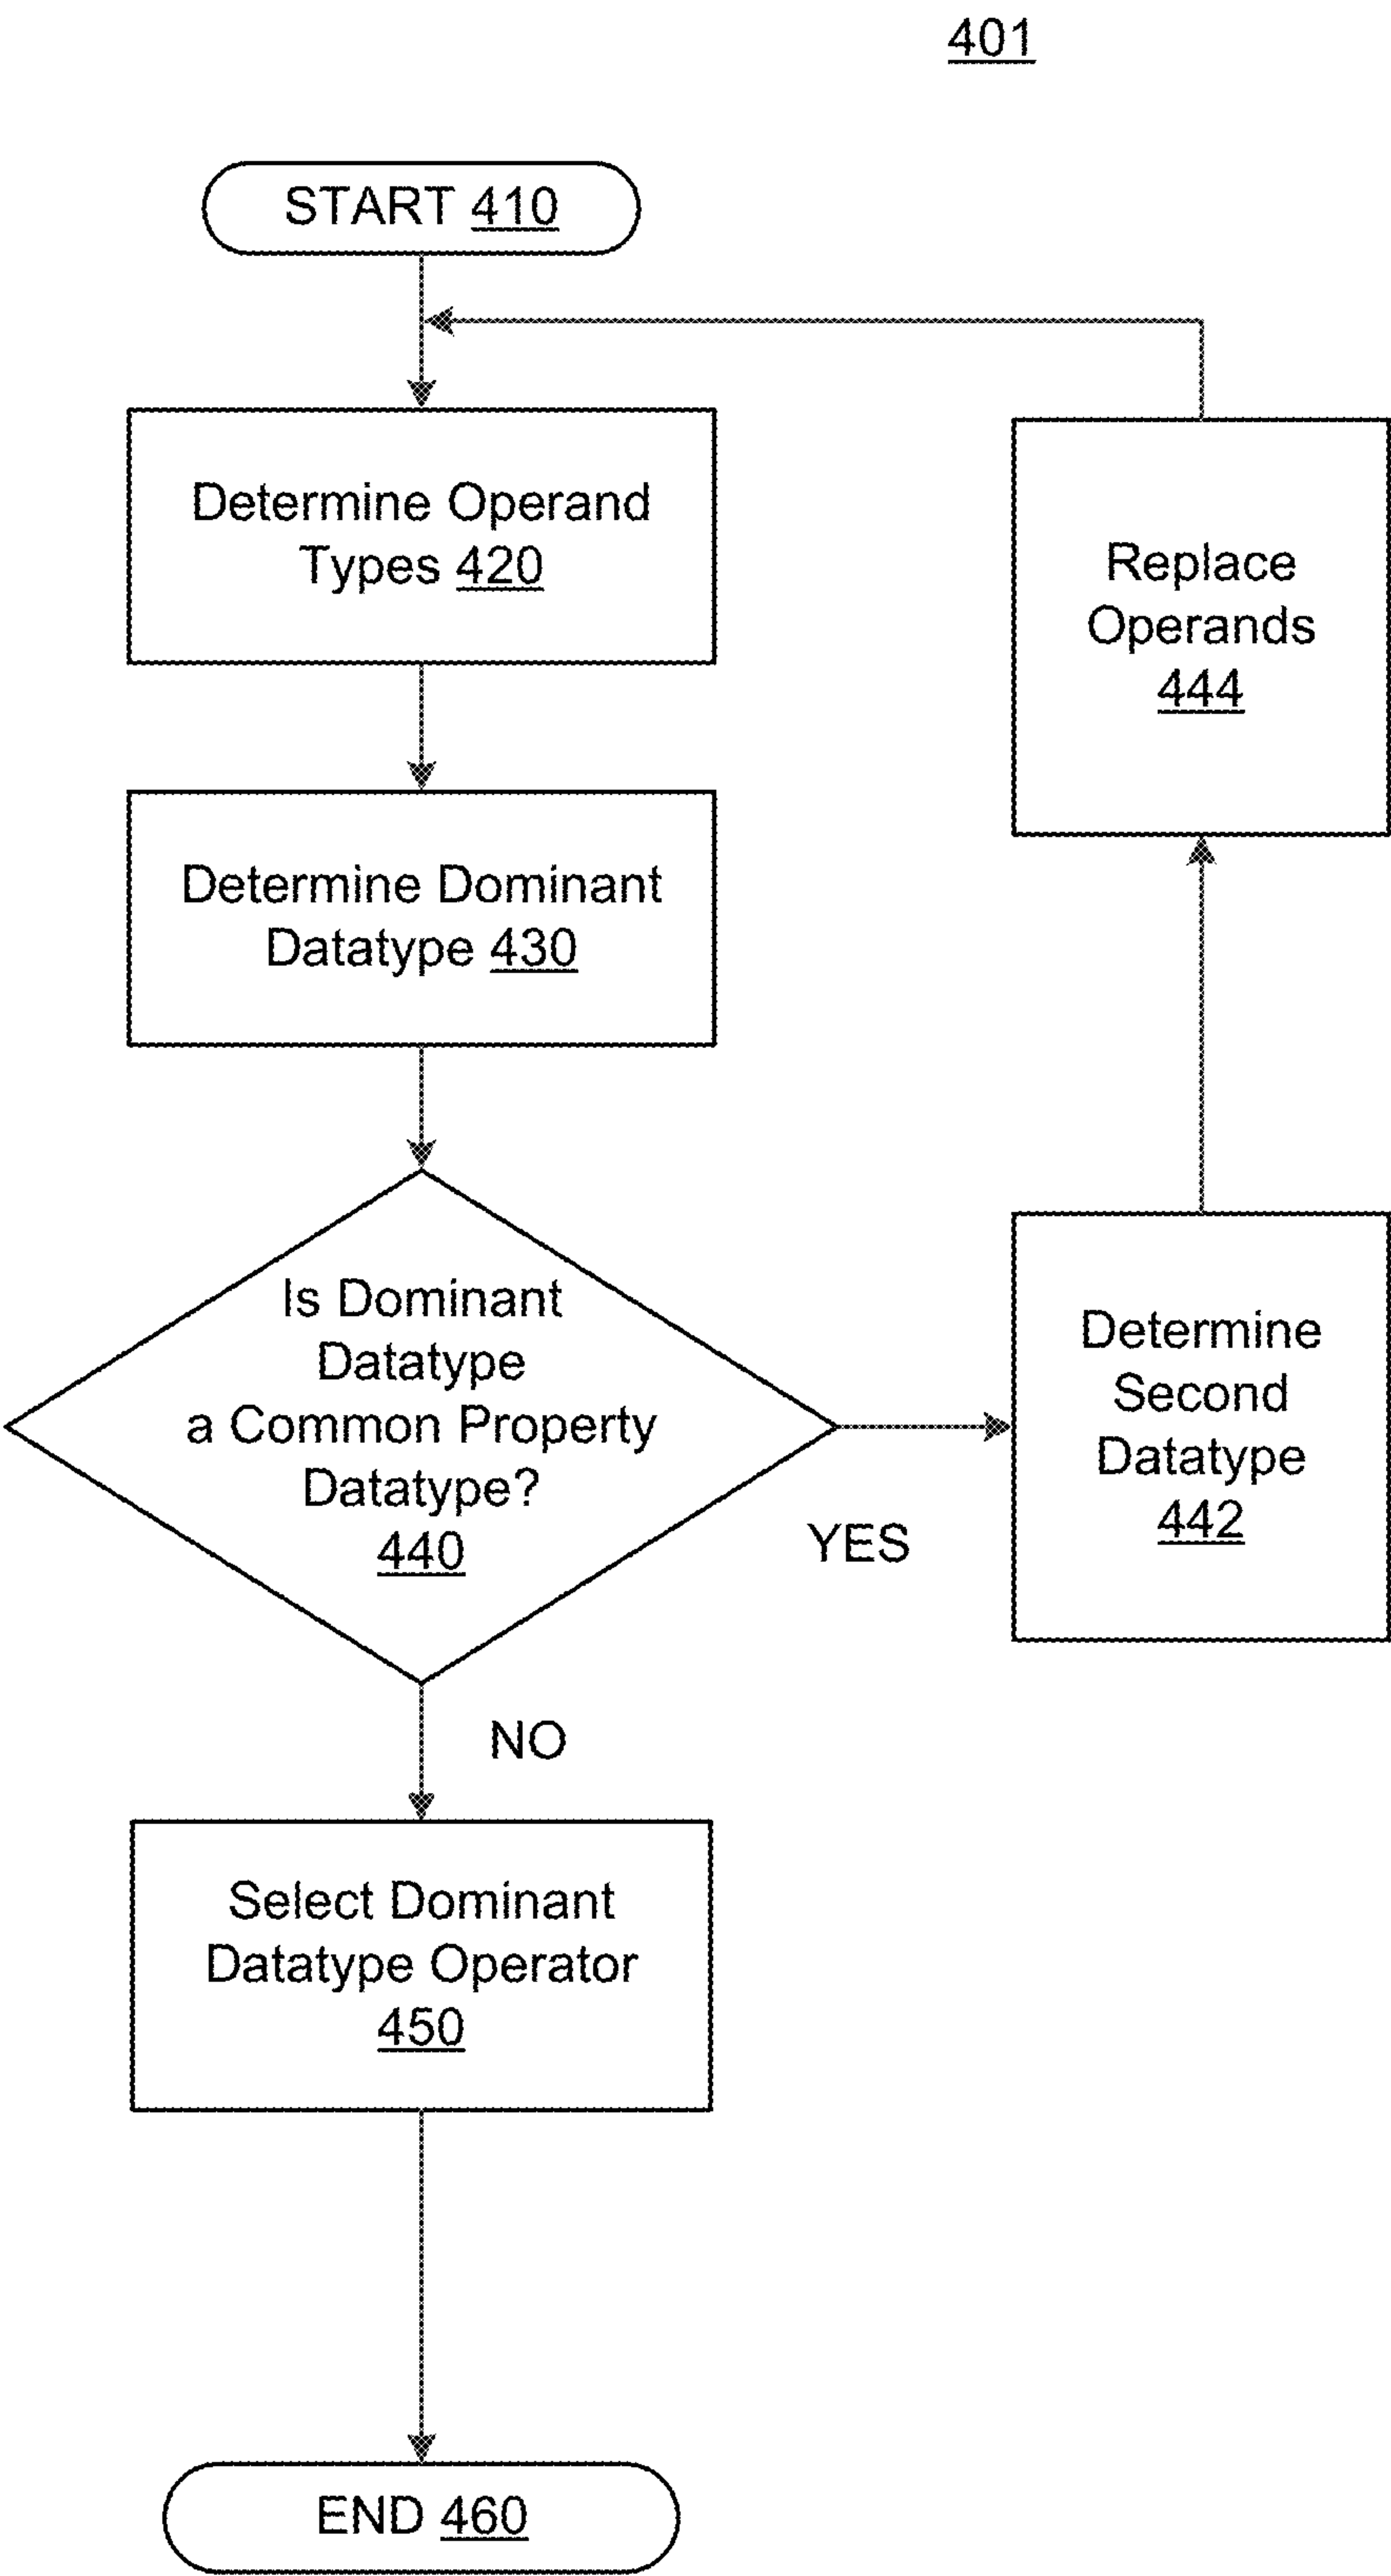 401
START 410
Determine Operand
Types 420
Replace
Operands
444
Determine Dominant
Datatype 430
Is Dominant
Datatype
a Common Property
Datatype?
440
YES
Determine
Second
Datatype
442
NO
Select Dominant
Datatype Operator
450
END 460